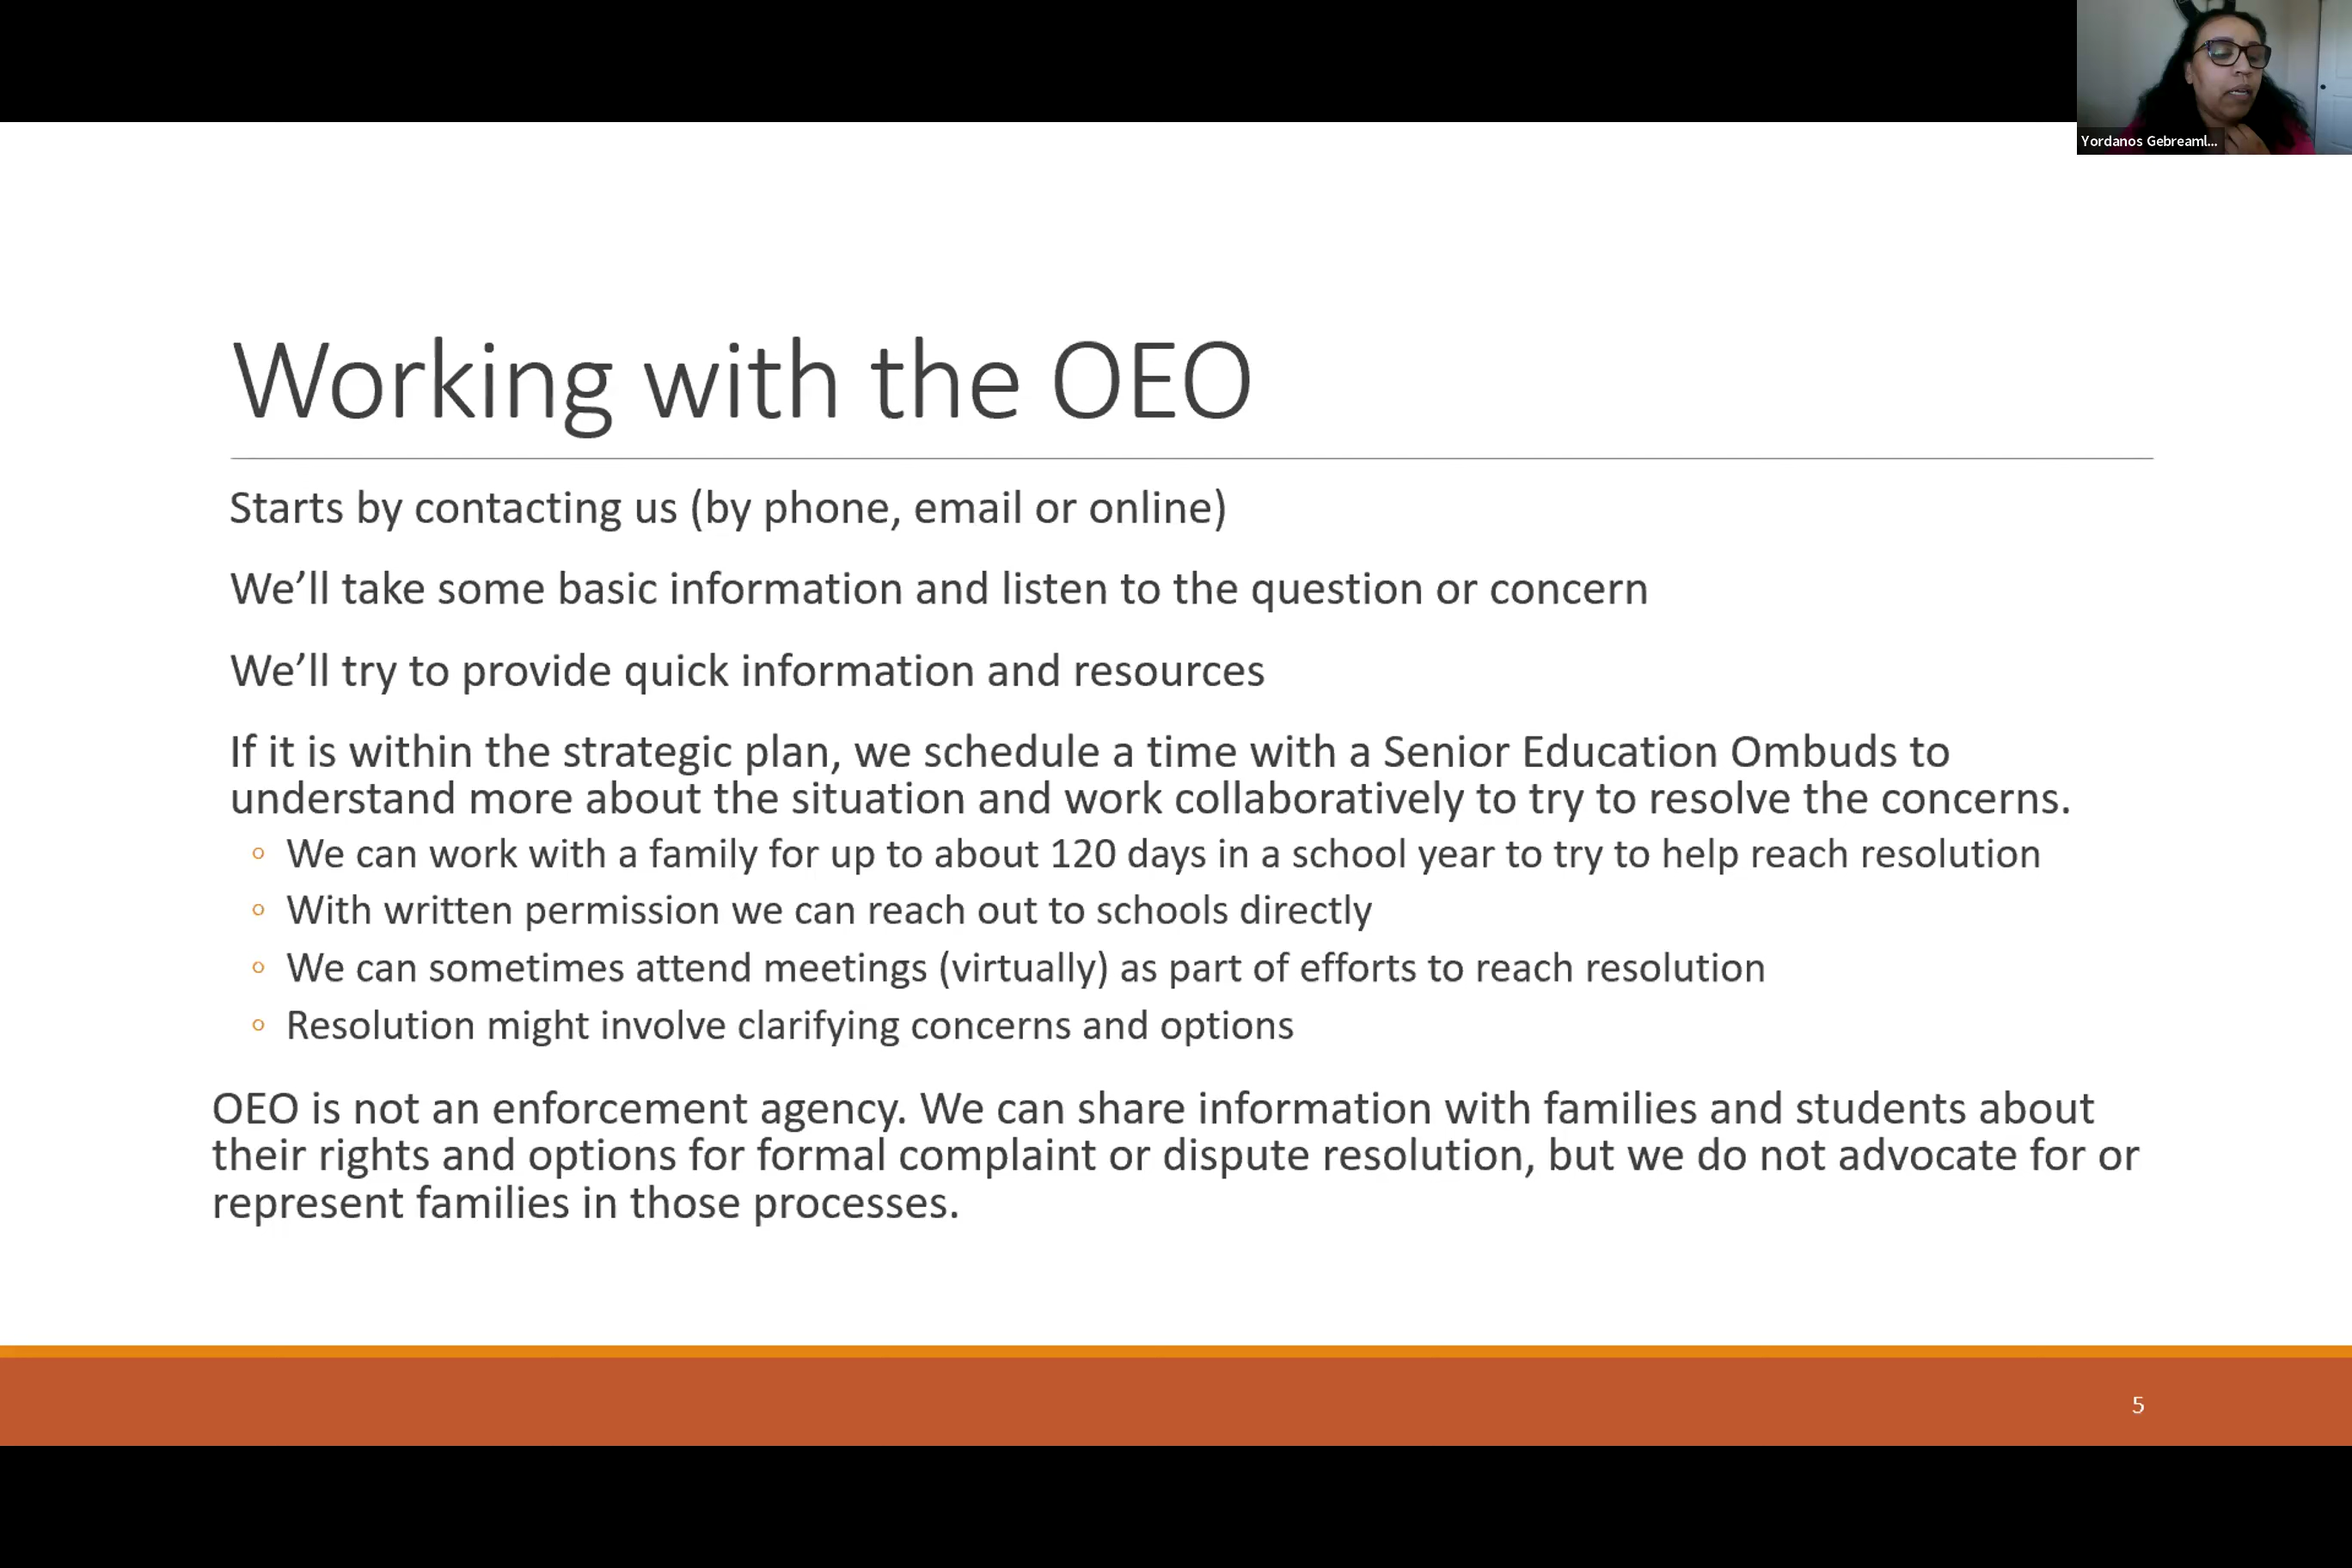 Yordanos Gebreaml...
Working with the OEO
Starts by contacting us (by phone, email or online)
We’ll take some basic information and listen to the question or concern
We’ll try to provide quick information and resources
If it is within the strategic plan, we schedule a time with a Senior Education Ombuds to
understand more about the situation and work collaboratively to try to resolve the concerns.
◦ We can work with a family for up to about 120 days in a school year to try to help reach resolution
◦ With written permission we can reach out to schools directly
◦ We can sometimes attend meetings (virtually) as part of efforts to reach resolution
◦ Resolution might involve clarifying concerns and options
OEO is not an enforcement agency. We can share information with families and students about
their rights and options for formal complaint or dispute resolution, but we do not advocate for or
represent families in those processes.
5